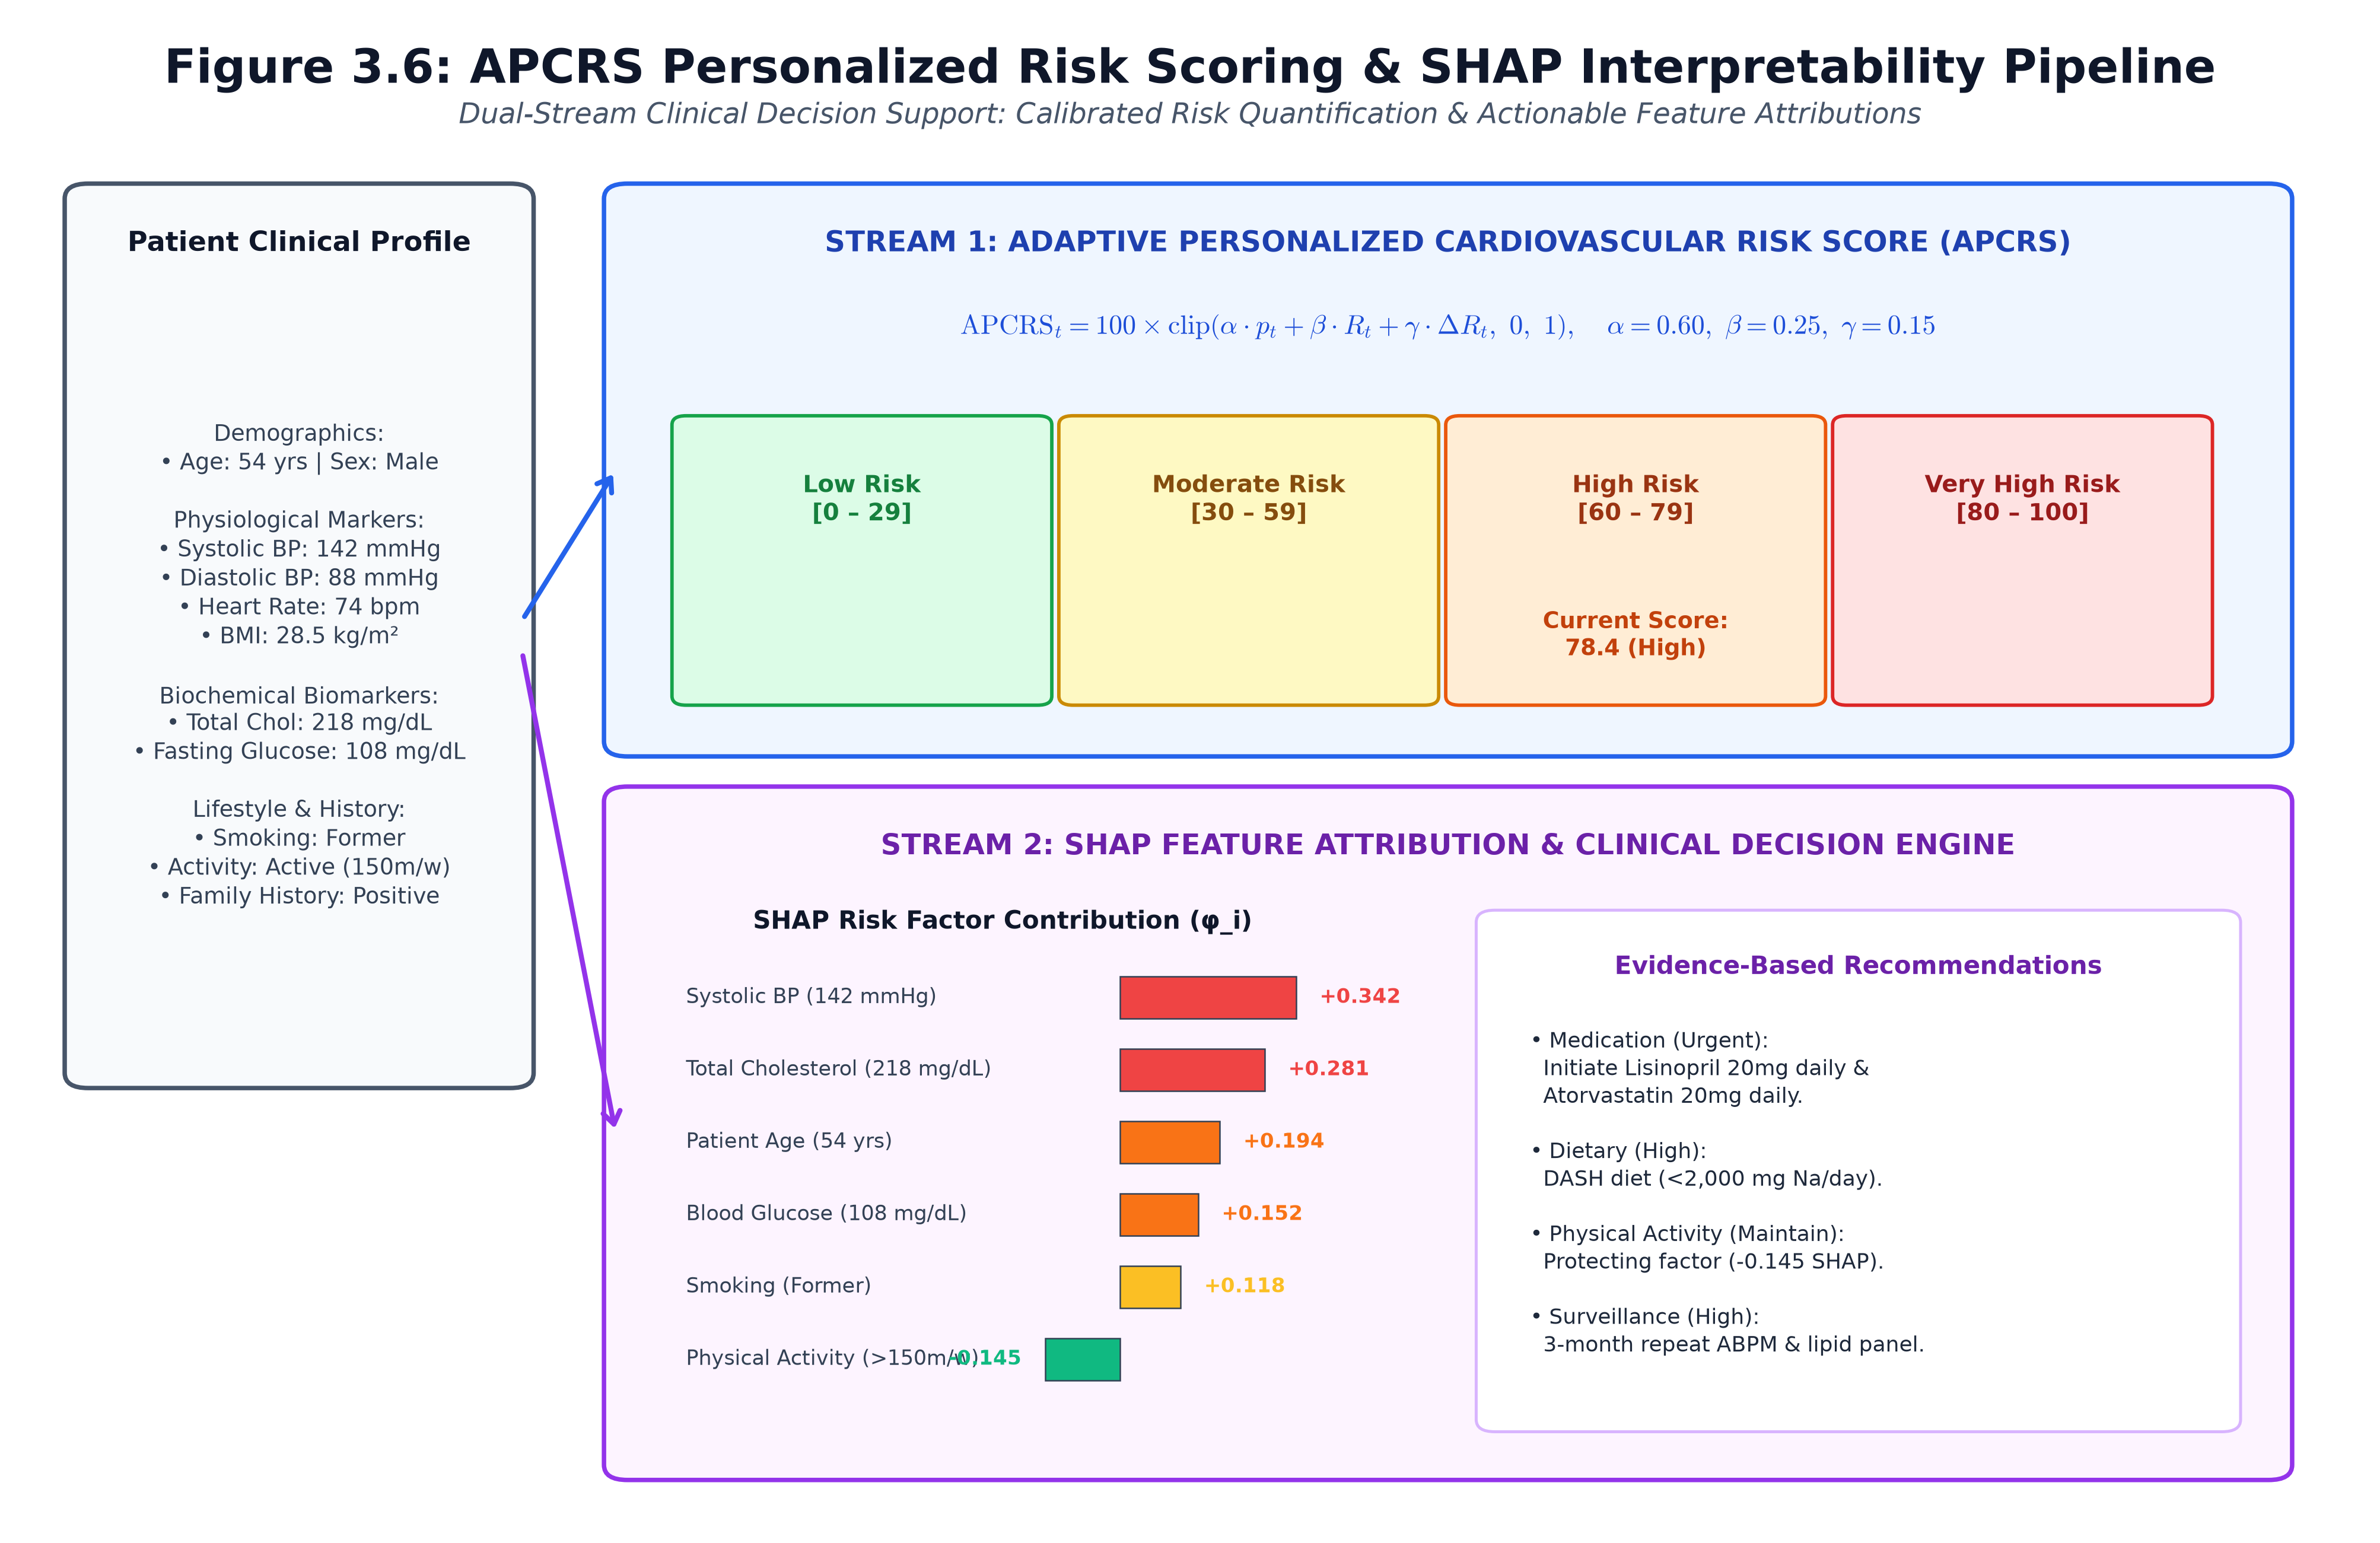 Figure 3.6: APCRS Personalized Risk Scoring & SHAP Interpretability Pipeline
Dual-Stream Clinical Decision Support: Calibrated Risk Quantification & Actionable Feature Attributions
Patient Clinical Profile
Demographics:
• Age: 54 yrs | Sex: Male
Physiological Markers:
• Systolic BP: 142 mmHg
• Diastolic BP: 88 mmHg
• Heart Rate: 74 bpm
• BMI: 28.5 kg/m²
Biochemical Biomarkers:
• Total Chol: 218 mg/dL
• Fasting Glucose: 108 mg/dL
Lifestyle & History:
• Smoking: Former
• Activity: Active (150m/w)
• Family History: Positive
STREAM 1: ADAPTIVE PERSONALIZED CARDIOVASCULAR RISK SCORE (APCRS)
APCRS_t = 100 × clip(α · p_t + β · R_t + γ · ΔR_t, 0, 1),  α = 0.60, β = 0.25, γ = 0.15
Low Risk
[0 – 29]
Moderate Risk
[30 – 59]
High Risk
[60 – 79]
Current Score:
78.4 (High)
Very High Risk
[80 – 100]
STREAM 2: SHAP FEATURE ATTRIBUTION & CLINICAL DECISION ENGINE
SHAP Risk Factor Contribution (φ_i)
Systolic BP (142 mmHg) +0.342
Total Cholesterol (218 mg/dL) +0.281
Patient Age (54 yrs) +0.194
Blood Glucose (108 mg/dL) +0.152
Smoking (Former) +0.118
Physical Activity (>150m/w) -0.145
Evidence-Based Recommendations
• Medication (Urgent):
Initiate Lisinopril 20mg daily &
Atorvastatin 20mg daily.
• Dietary (High):
DASH diet (<2,000 mg Na/day).
• Physical Activity (Maintain):
Protecting factor (-0.145 SHAP).
• Surveillance (High):
3-month repeat ABPM & lipid panel.